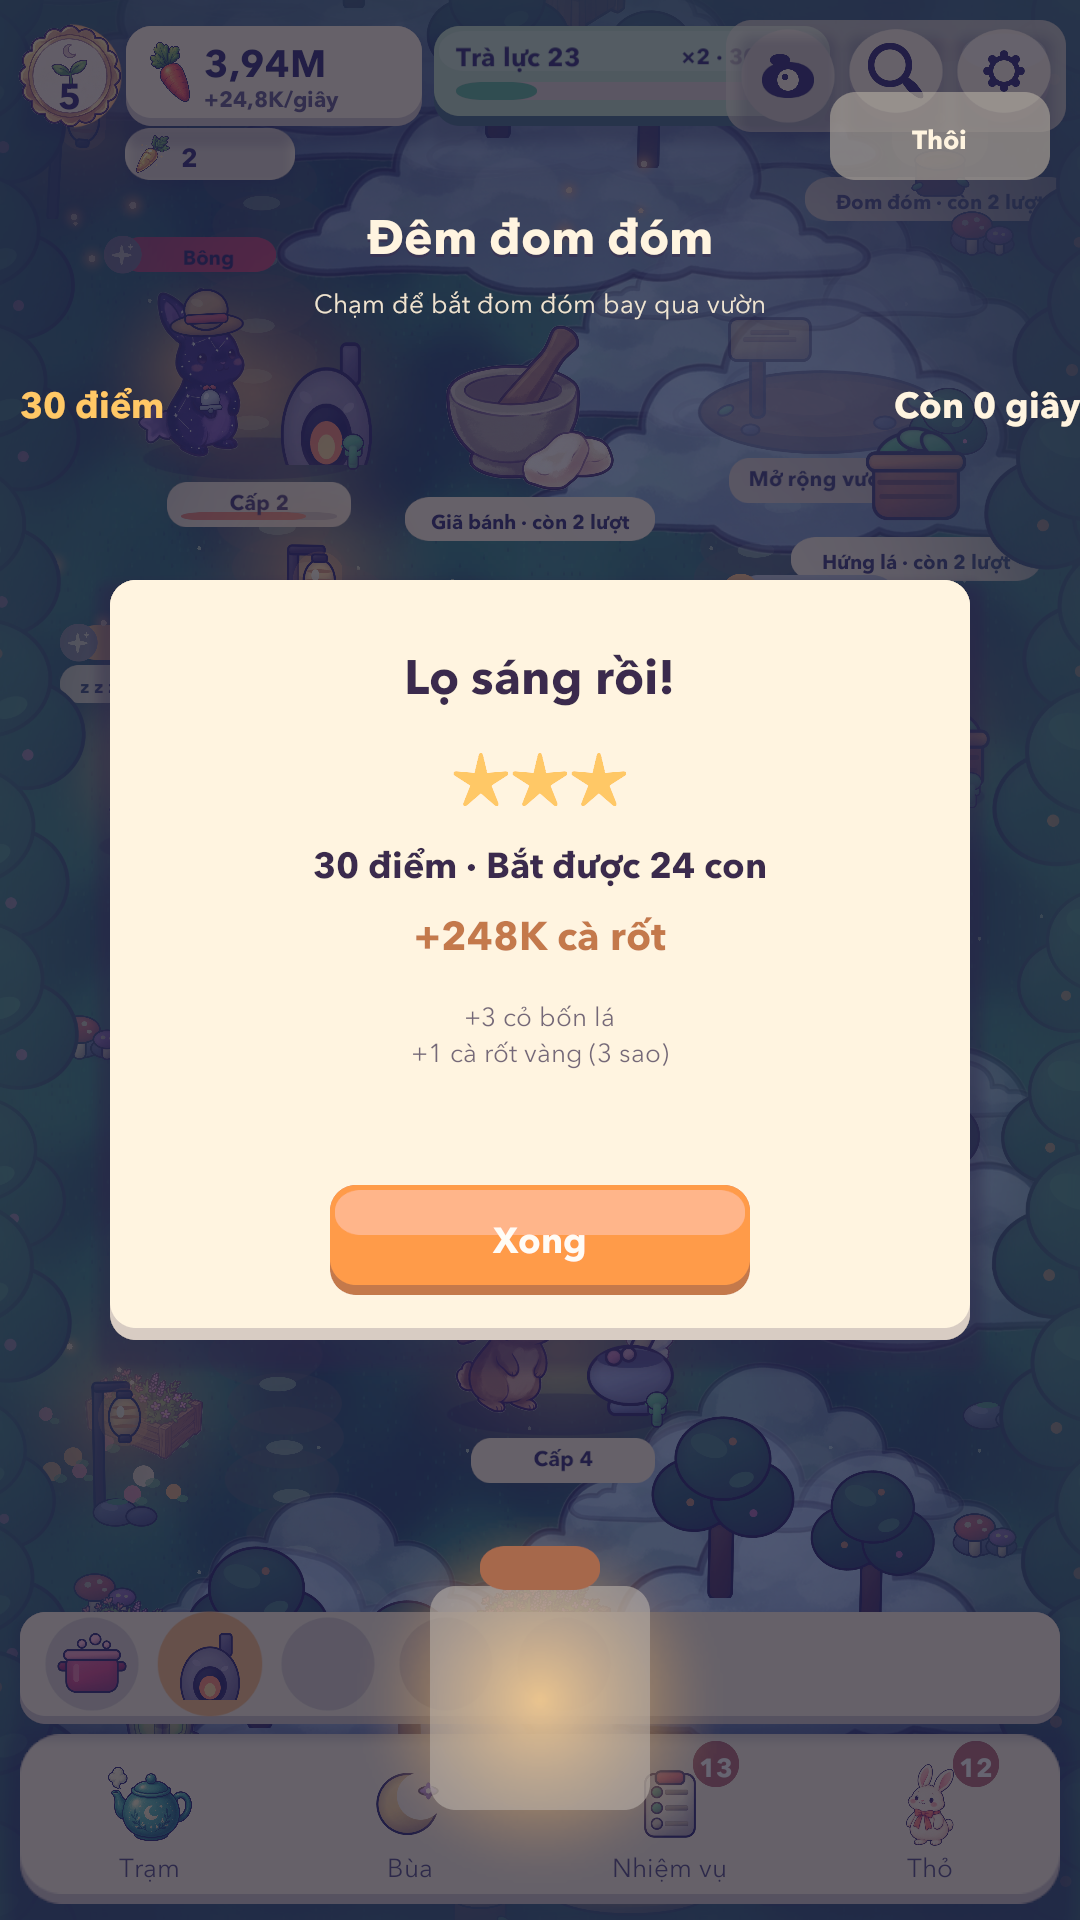 5
3,94M
+24,8K/giây
Trà lực 23
×2 · 3
2
Thôi
Đom đóm · còn 2 lượt
Đêm đom đóm
Bông
Chạm để bắt đom đóm bay qua vườn
30 điểm
Còn 0 giây
Mở rộng
Cấp 2
Giã bánh · còn 2 lượt
Hứng lá · còn 2 lượt
z z
Lọ sáng rồi!
30 điểm · Bắt được 24 con
+248K cà rốt
+3 cỏ bốn lá
+1 cà rốt vàng (3 sao)
Xong
Cấp 4
13
12
Trạm
Bùa
Nhiệm vụ
Thỏ